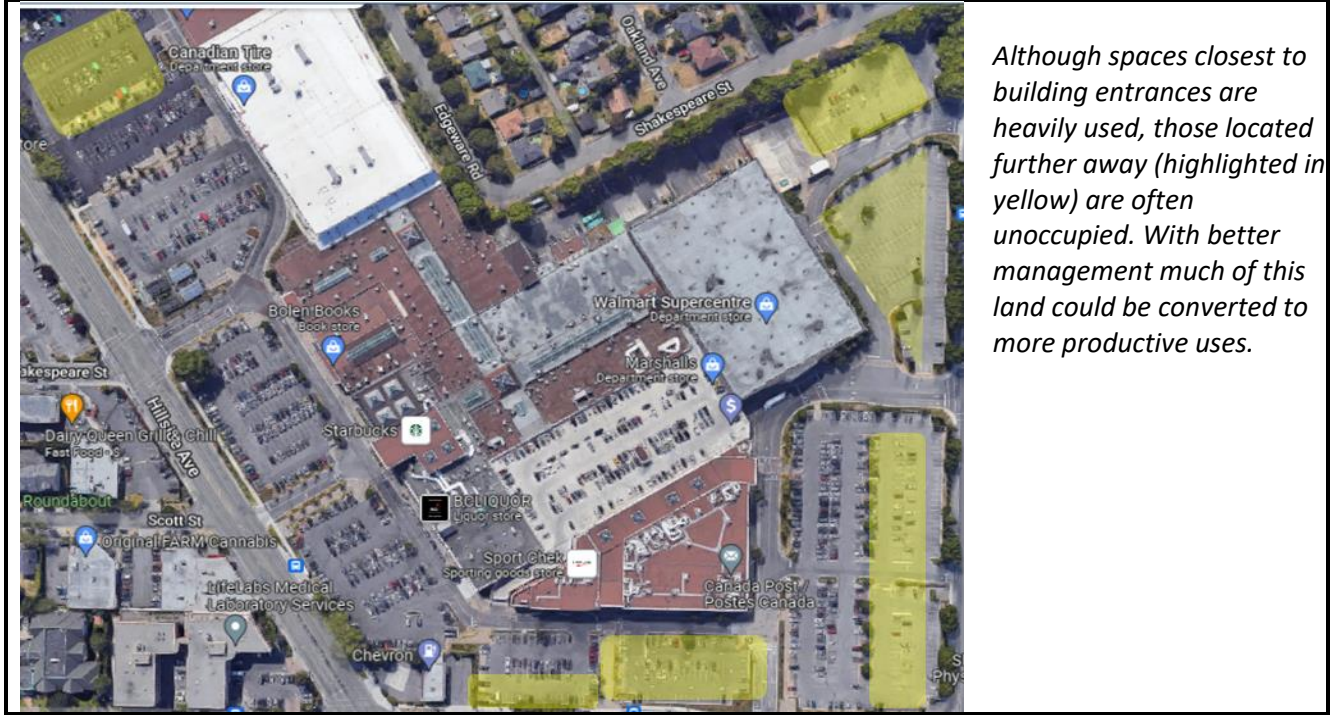 Canadian Tire
Department store
Oakland Ave
Shakespeare St
Edgeware Rd
ore
Bolen Books
Book store
Walmart Supercentre
Department store
Marshalls
Department store
$
akespeare St
Hillside Ave
Dairy Queen Grill & Chill
Fast Food • $
Starbucks
Roundabout
BCLIQUOR
Liquor store
Scott St
Original FARM Cannabis
Sport Chek
Sporting goods store
LifeLabs Medical
Laboratory Services
Canada Post /
Postes Canada
Chevron
S
Phys
Although spaces closest to
building entrances are
heavily used, those located
further away (highlighted in
yellow) are often
unoccupied. With better
management much of this
land could be converted to
more productive uses.